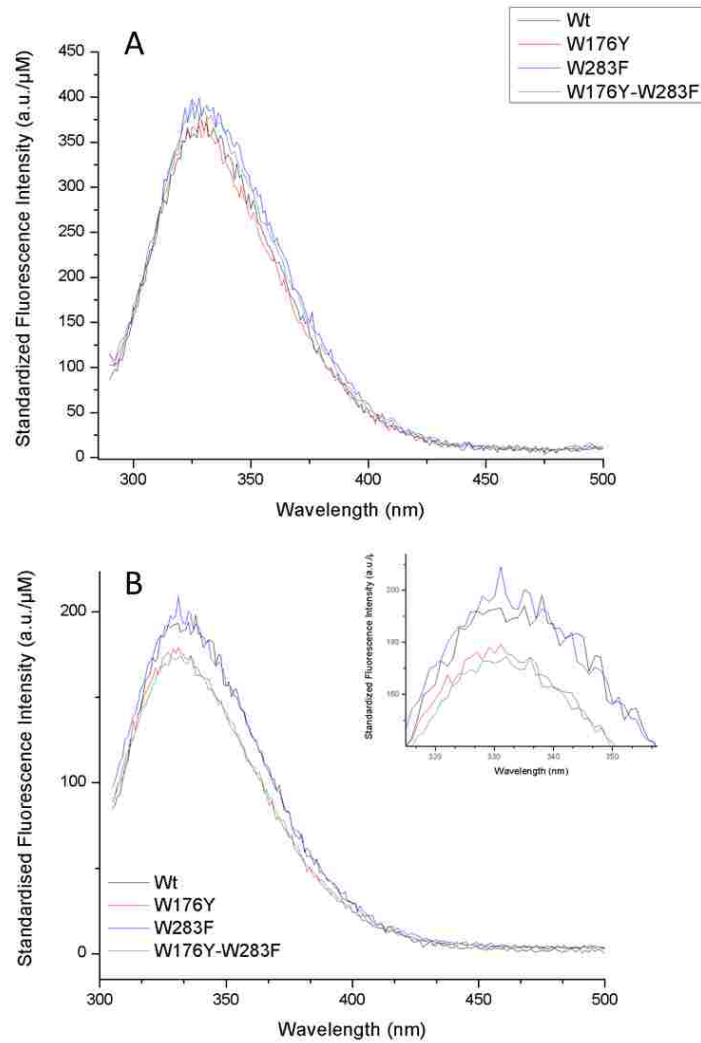 A
Wt
W176Y
W283F
W176Y-W283F
Standardized Fluorescence Intensity (a.u./µM)
450
400
350
300
250
200
150
100
50
0
300
350
400
450
500
Wavelength (nm)
B
Standardised Fluorescence Intensity (a.u./µM)
200
100
0
Wt
W176Y
W283F
W176Y-W283F
300
350
400
450
500
Wavelength (nm)
Standardized Fluorescence Intensity (a.u./
320
330
340
350
Wavelength (nm)